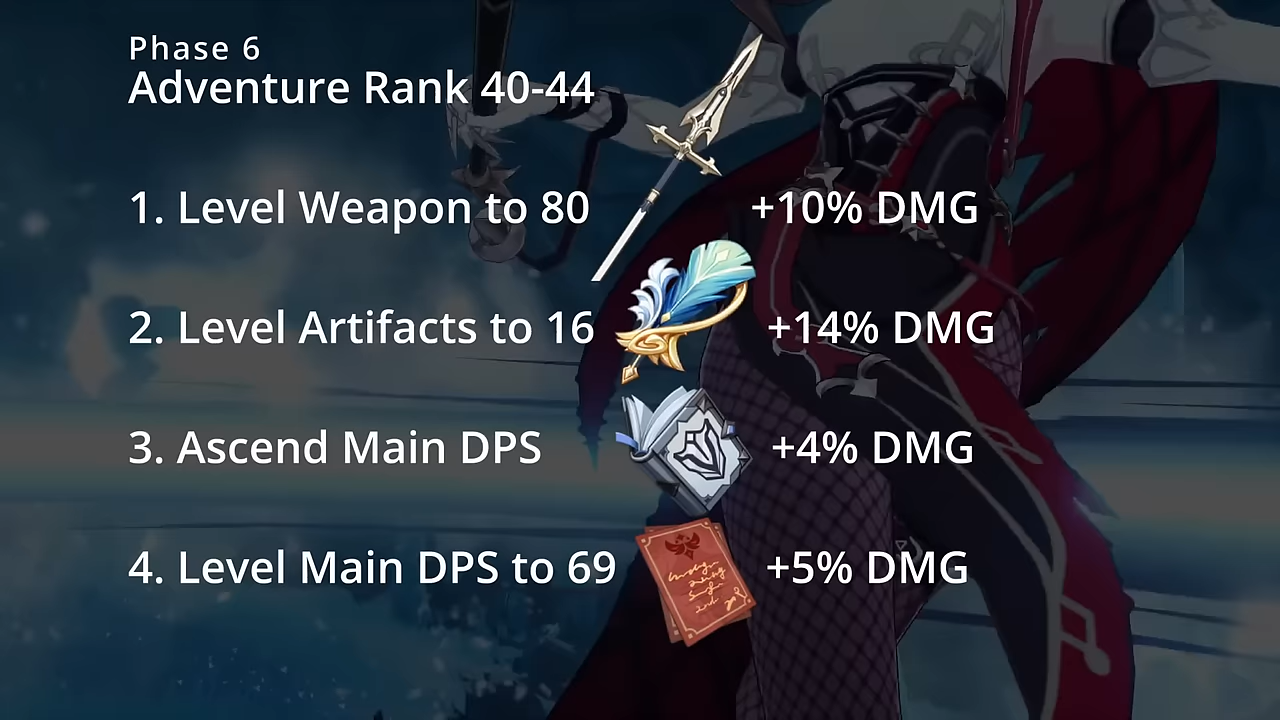 Phase 6
Adventure Rank 40-44
1. Level Weapon to 80 +10% DMG
2. Level Artifacts to 16 +14% DMG
3. Ascend Main DPS +4% DMG
4. Level Main DPS to 69 +5% DMG